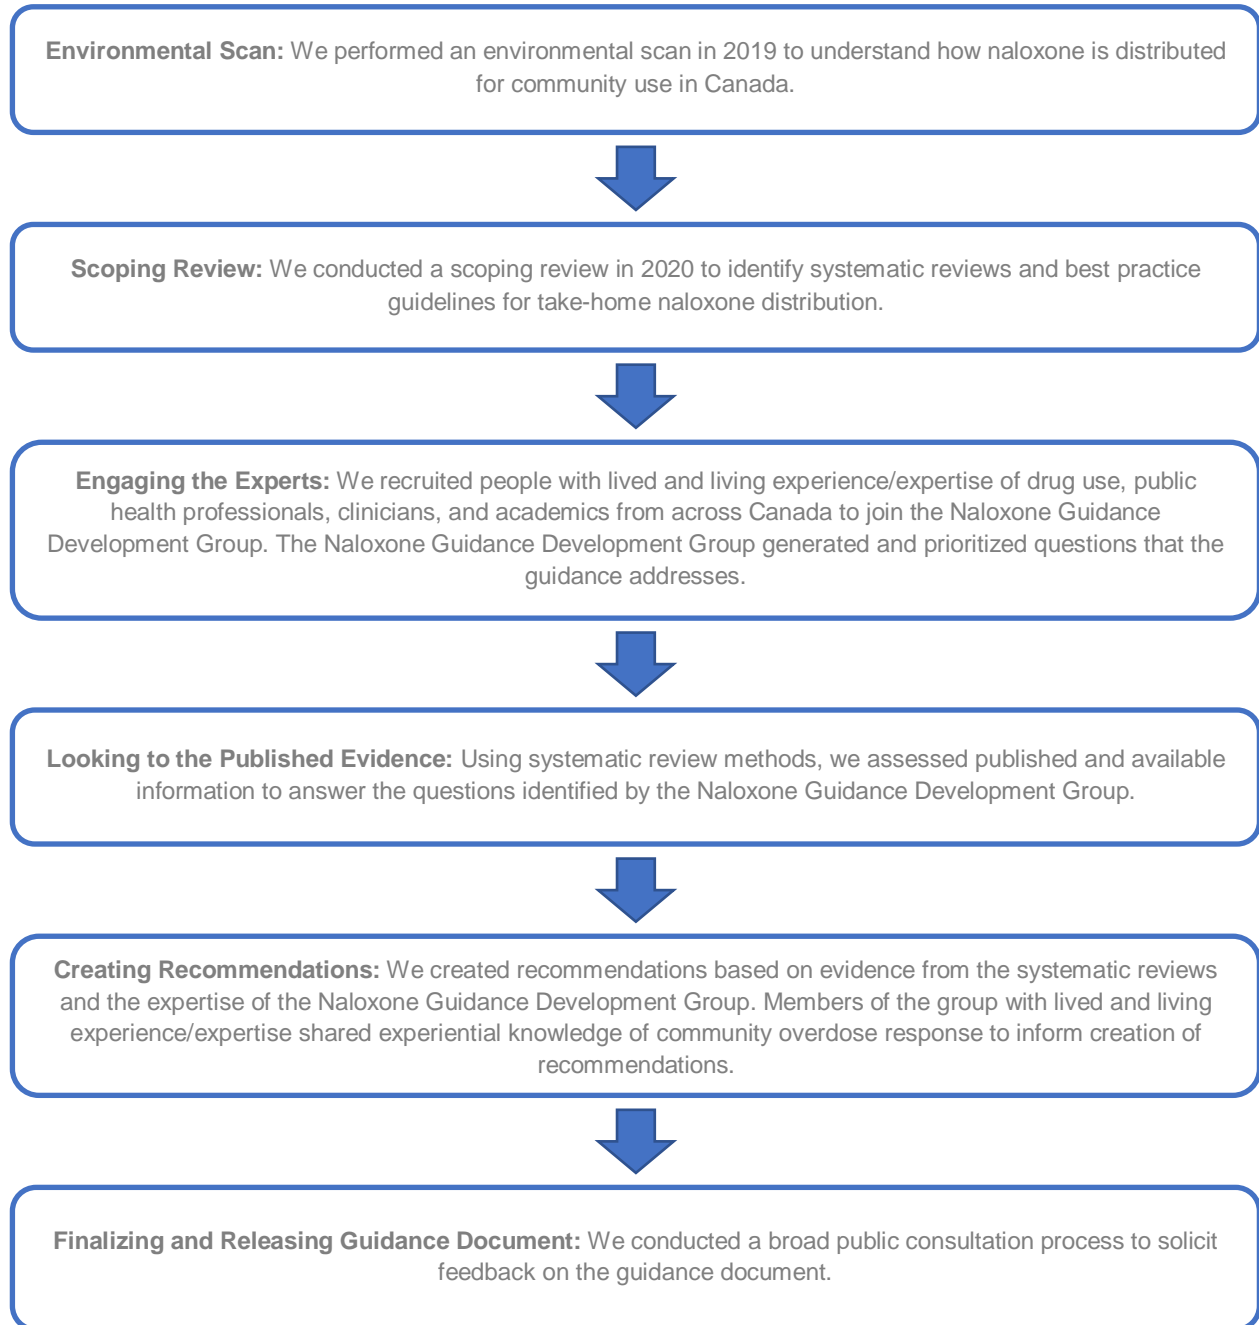 Environmental Scan: We performed an environmental scan in 2019 to understand how naloxone is distributed
for community use in Canada.
Scoping Review: We conducted a scoping review in 2020 to identify systematic reviews and best practice
guidelines for take-home naloxone distribution.
Engaging the Experts: We recruited people with lived and living experience/expertise of drug use, public
health professionals, clinicians, and academics from across Canada to join the Naloxone Guidance
Development Group. The Naloxone Guidance Development Group generated and prioritized questions that the
guidance addresses.
Looking to the Published Evidence: Using systematic review methods, we assessed published and available
information to answer the questions identified by the Naloxone Guidance Development Group.
Creating Recommendations: We created recommendations based on evidence from the systematic reviews
and the expertise of the Naloxone Guidance Development Group. Members of the group with lived and living
experience/expertise shared experiential knowledge of community overdose response to inform creation of
recommendations.
Finalizing and Releasing Guidance Document: We conducted a broad public consultation process to solicit
feedback on the guidance document.